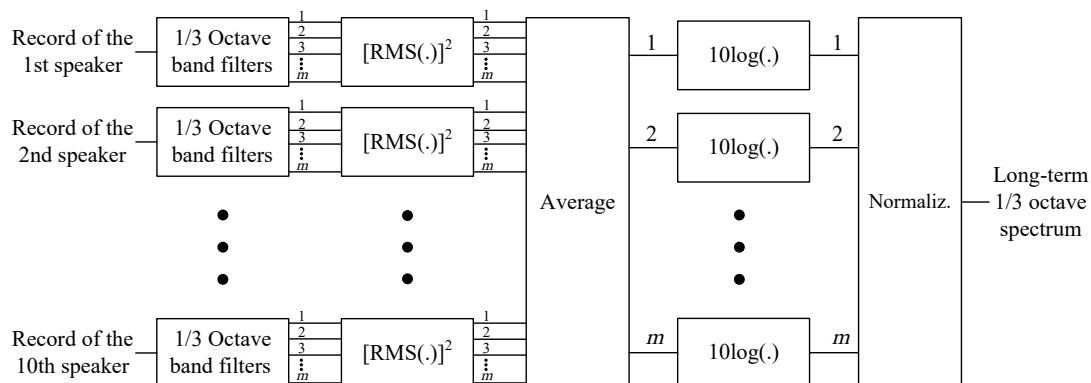 Record of the
1st speaker
1/3 Octave
band filters
1
2
3
m
[RMS(.)]²
1
2
3
m
Record of the
2nd speaker
1/3 Octave
band filters
1
2
3
m
[RMS(.)]²
1
2
3
m
Record of the
10th speaker
1/3 Octave
band filters
1
2
3
m
[RMS(.)]²
1
2
3
m
Average
1
10log(.)
1
2
10log(.)
2
m
10log(.)
m
Normaliz.
Long-term
1/3 octave
spectrum